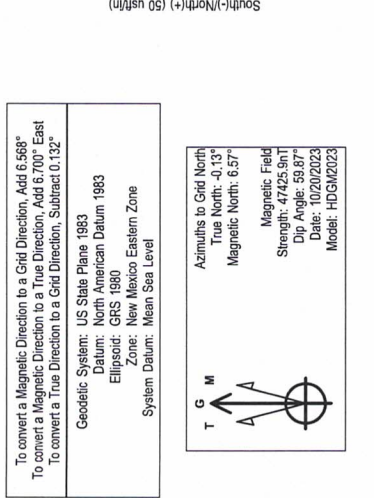 South(-)/North(+) (50 usft/in)
To convert a Magnetic Direction to a Grid Direction, Add 6.568°
To convert a Magnetic Direction to a True Direction, Add 6.700° East
To convert a True Direction to a Grid Direction, Subtract 0.132°
Geodetic System: US State Plane 1983
Datum: North American Datum 1983
Ellipsoid: GRS 1980
Zone: New Mexico Eastern Zone
System Datum: Mean Sea Level
T G M
Azimuths to Grid North
True North: -0.13°
Magnetic North: 6.57°
Magnetic Field
Strength: 47425.9nT
Dip Angle: 59.87°
Date: 10/20/2023
Model: HDGM2023